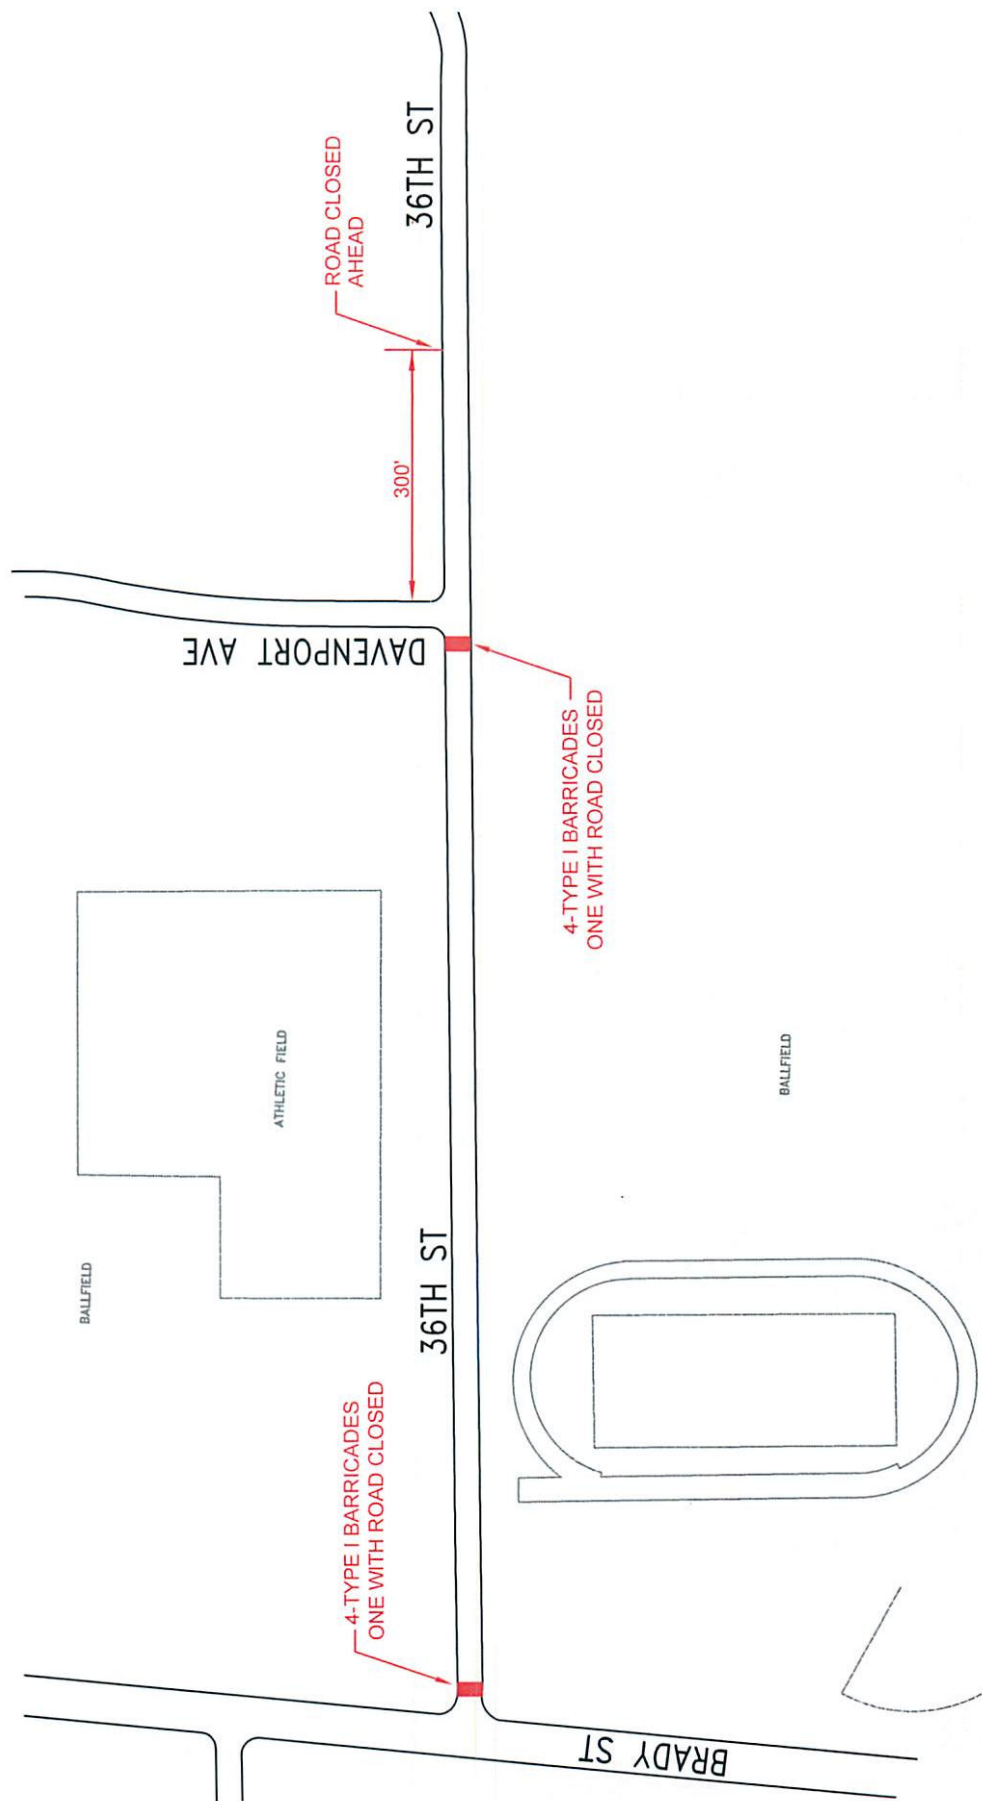 ROAD CLOSED
AHEAD
36TH ST
300'
DAVENPORT AVE
4-TYPE I BARRICADES
ONE WITH ROAD CLOSED
ATHLETIC FIELD
BALLFIELD
BALLFIELD
36TH ST
4-TYPE I BARRICADES
ONE WITH ROAD CLOSED
BRADY ST